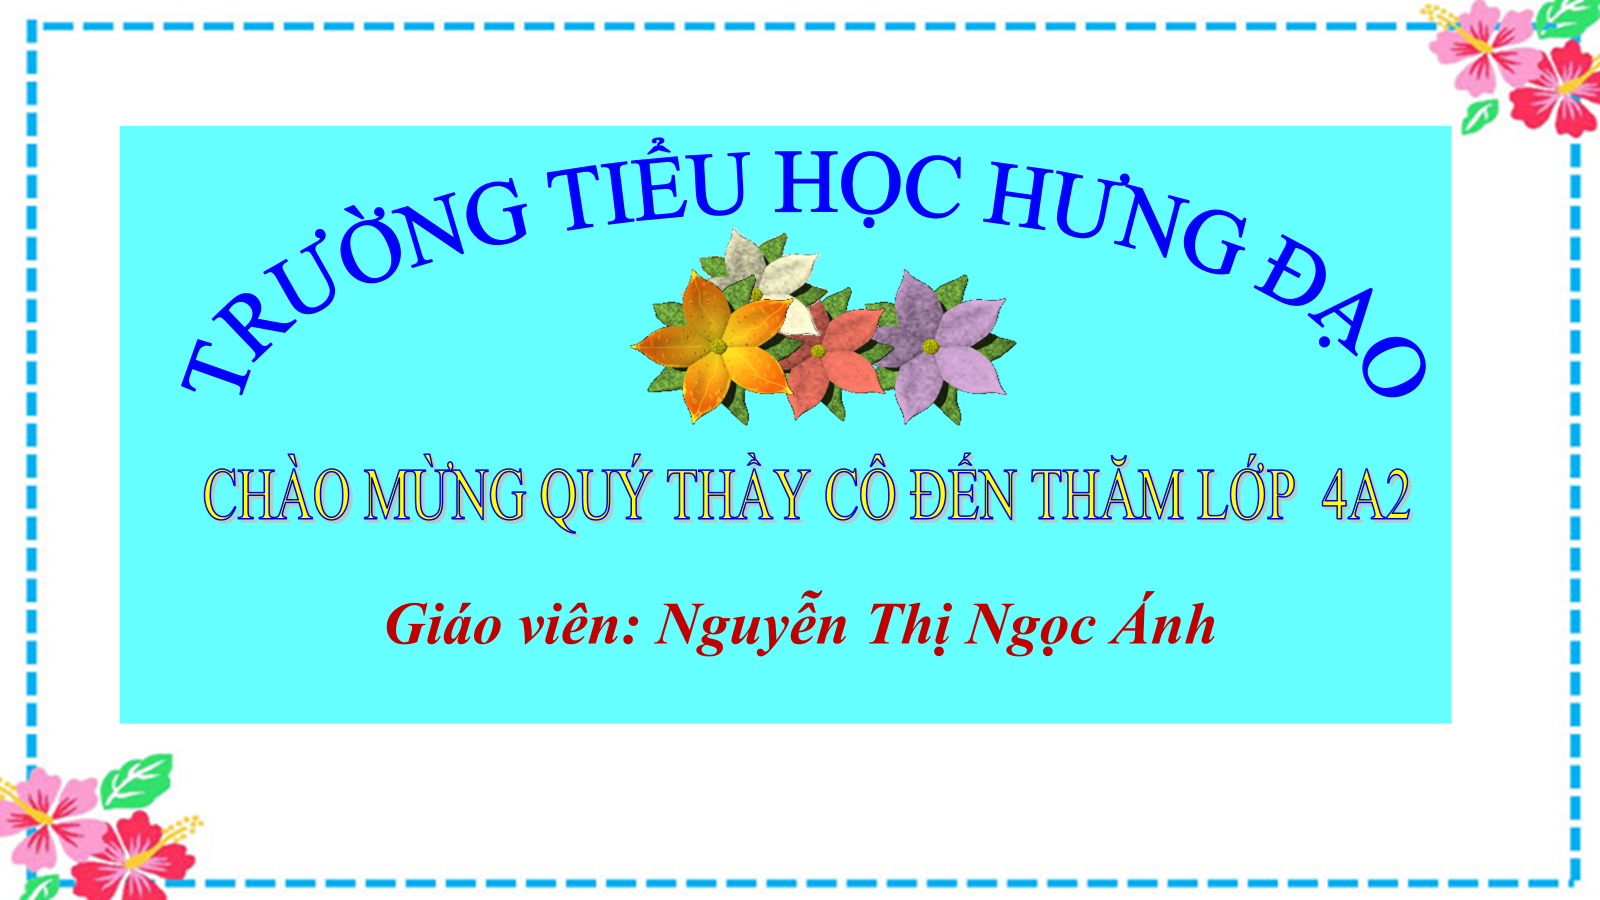 TRƯỜNG TIỂU HỌC HƯNG ĐẠO
CHÀO MỪNG QUÝ THẦY CÔ ĐẾN THĂM LỚP 4A2
Giáo viên: Nguyễn Thị Ngọc Ánh